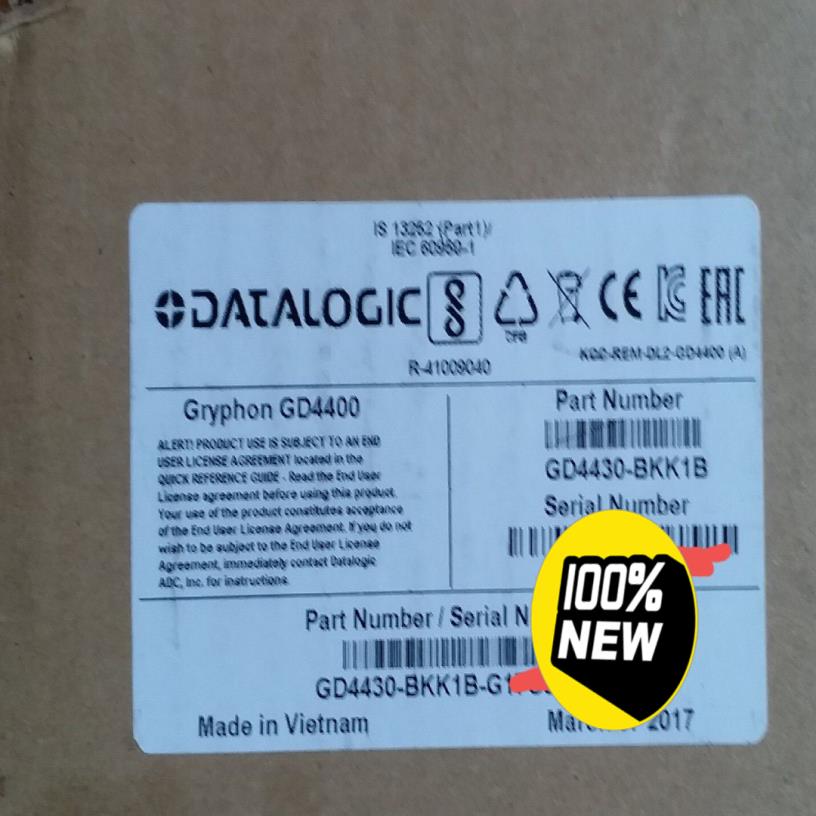 IS 13252 (Part1)/
IEC 60950-1
DATALOGIC
CE
EAC
R-41009040
KCC-REM-DL2-GD4400 (A)
Gryphon GD4400
ALERT! PRODUCT USE IS SUBJECT TO AN END
USER LICENSE AGREEMENT located in the
QUICK REFERENCE GUIDE - Read the End User
License agreement before using this product.
Your use of the product constitutes acceptance
of the End User License Agreement. If you do not
wish to be subject to the End User License
Agreement, immediately contact Datalogic
ADC, Inc. for instructions.
Part Number
GD4430-BKK1B
Serial Number
100%
NEW
Part Number / Serial N
GD4430-BKK1B-G1
Made in Vietnam
2017